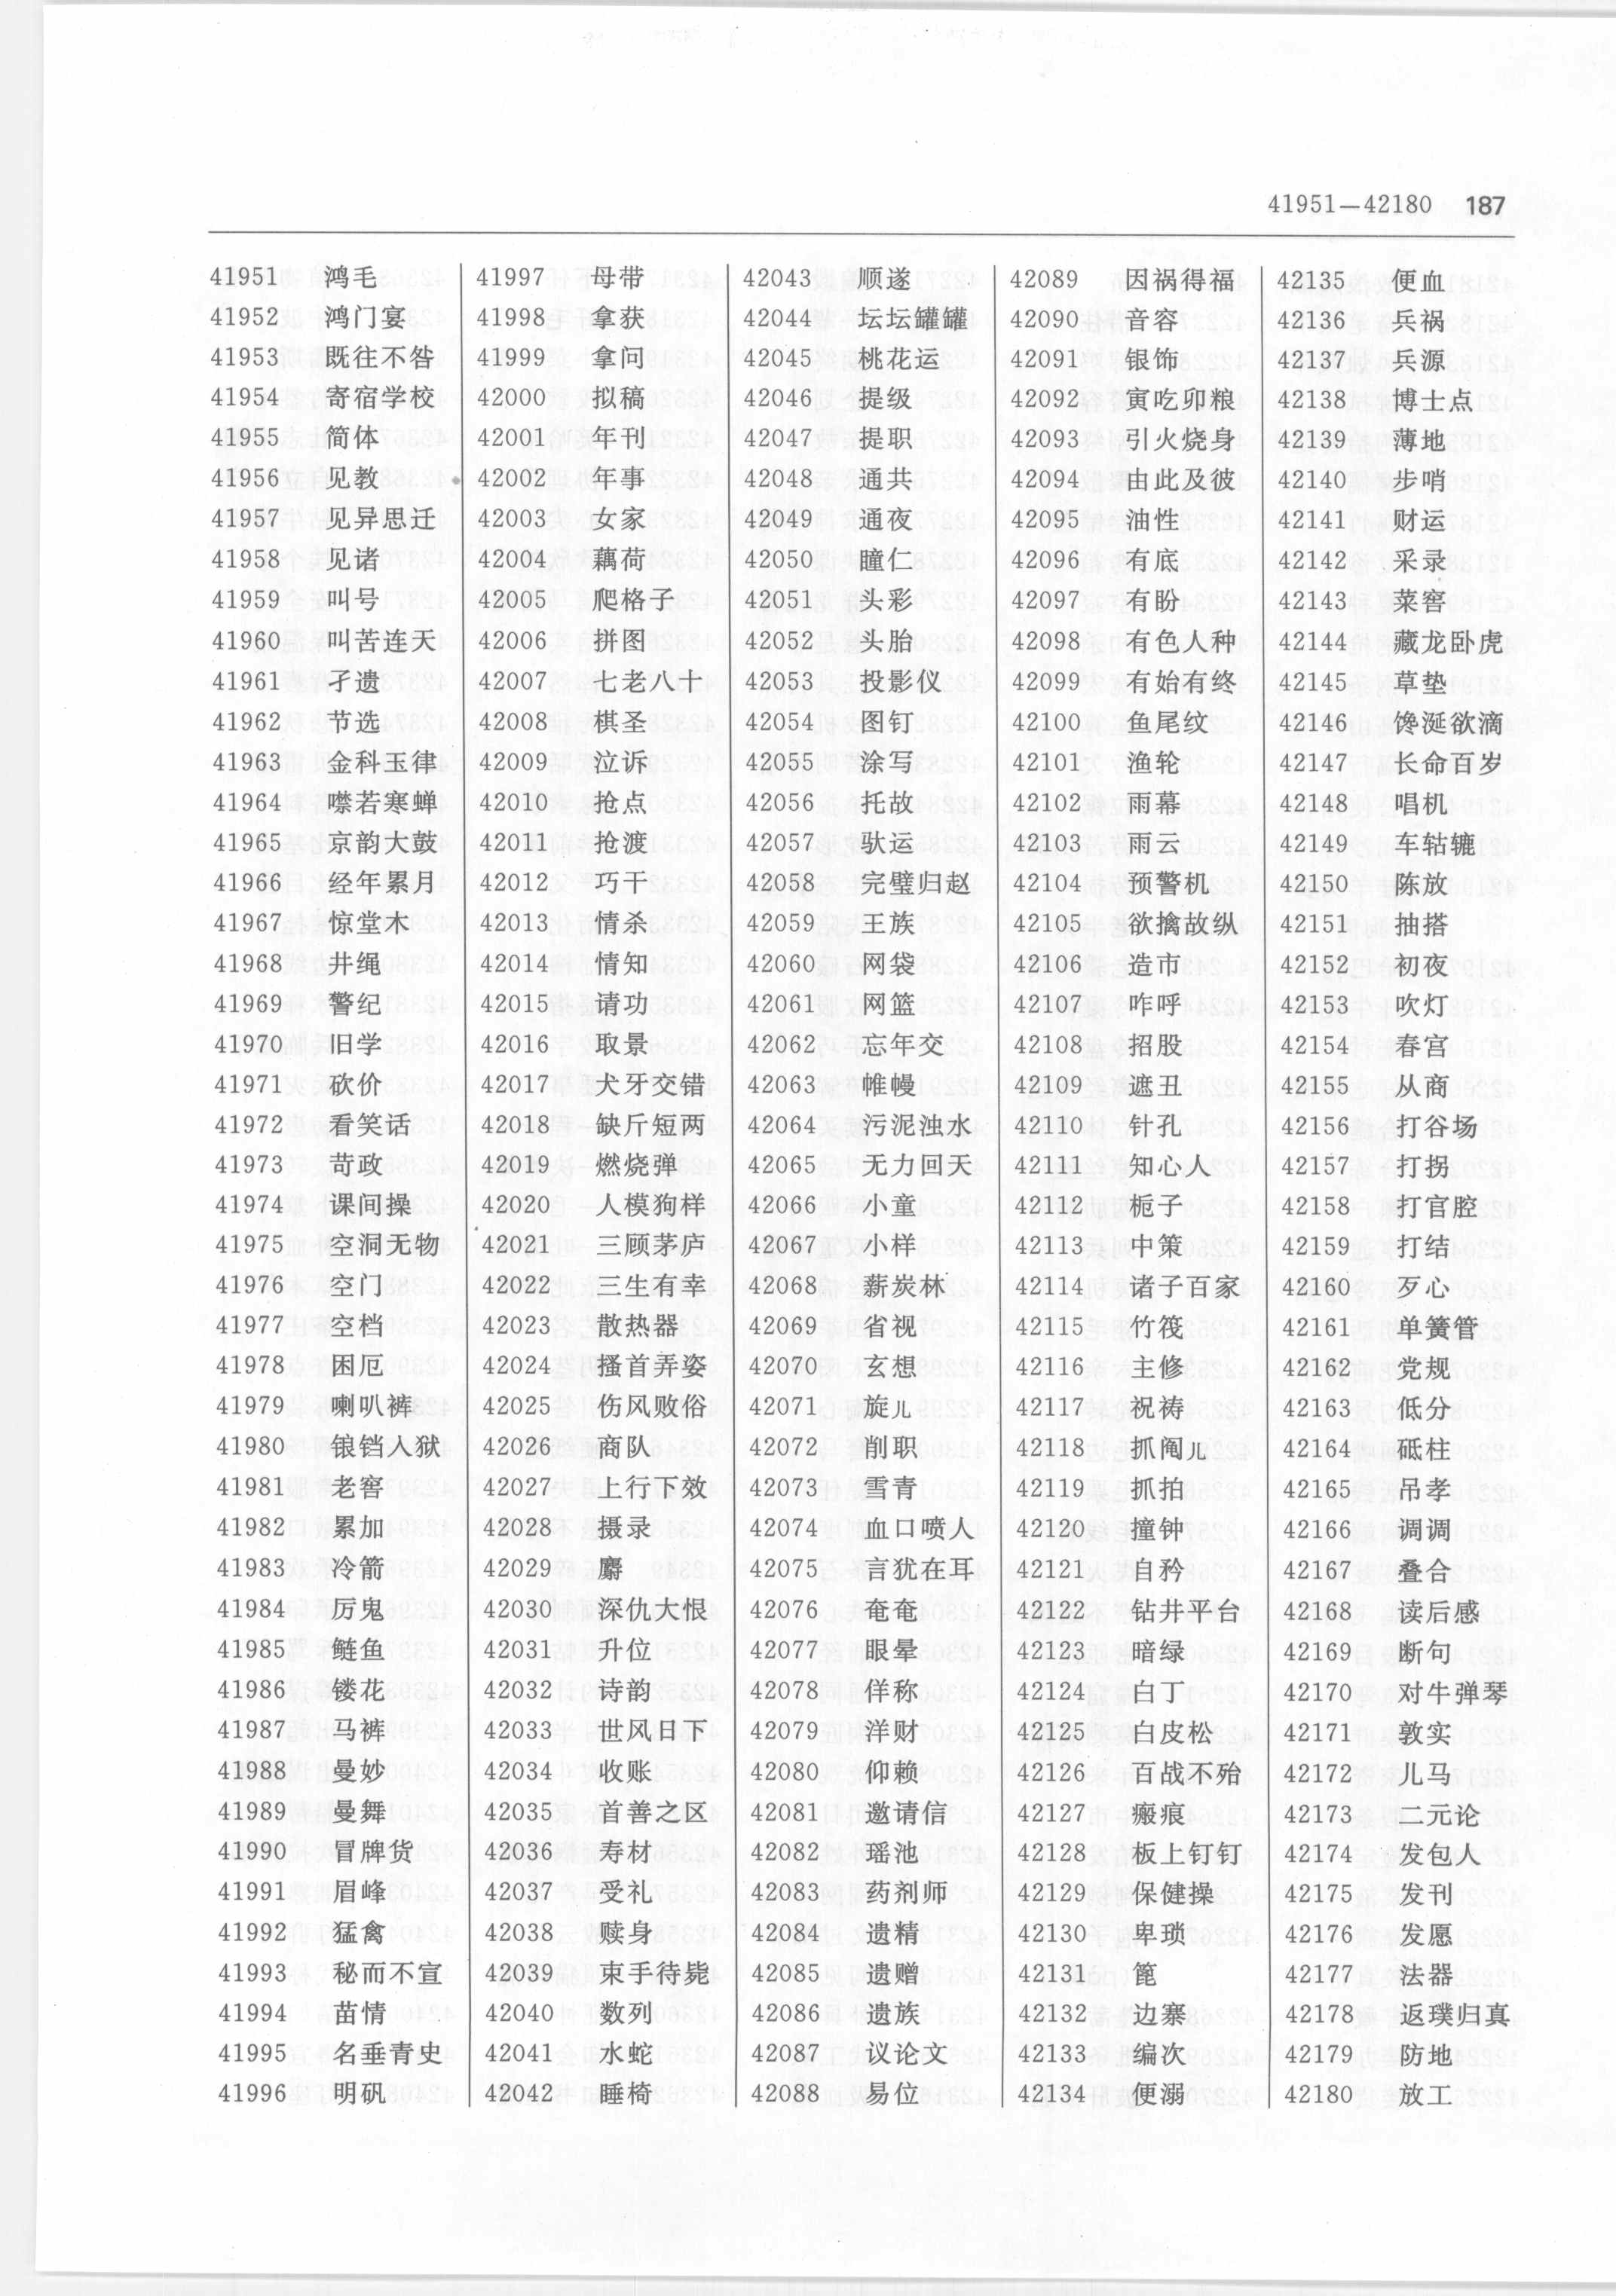 41951—42180 187
41951 鸿毛
41952 鸿门宴
41953 既往不咎
41954 寄宿学校
41955 简体
41956 见教
41957 见异思迁
41958 见诸
41959 叫号
41960 叫苦连天
41961 孑遗
41962 节选
41963 金科玉律
41964 噤若寒蝉
41965 京韵大鼓
41966 经年累月
41967 惊堂木
41968 井绳
41969 警纪
41970 旧学
41971 砍价
41972 看笑话
41973 苛政
41974 课间操
41975 空洞无物
41976 空门
41977 空档
41978 困厄
41979 喇叭裤
41980 锒铛入狱
41981 老窖
41982 累加
41983 冷箭
41984 厉鬼
41985 鲢鱼
41986 镂花
41987 马裤
41988 曼妙
41989 曼舞
41990 冒牌货
41991 眉峰
41992 猛禽
41993 秘而不宣
41994 苗情
41995 名垂青史
41996 明矾
41997 母带
41998 拿获
41999 拿问
42000 拟稿
42001 年刊
42002 年事
42003 女家
42004 藕荷
42005 爬格子
42006 拼图
42007 七老八十
42008 棋圣
42009 泣诉
42010 抢点
42011 抢渡
42012 巧干
42013 情杀
42014 情知
42015 请功
42016 取景
42017 犬牙交错
42018 缺斤短两
42019 燃烧弹
42020 人模狗样
42021 三顾茅庐
42022 三生有幸
42023 散热器
42024 搔首弄姿
42025 伤风败俗
42026 商队
42027 上行下效
42028 摄录
42029 麝
42030 深仇大恨
42031 升位
42032 诗韵
42033 世风日下
42034 收账
42035 首善之区
42036 寿材
42037 受礼
42038 赎身
42039 束手待毙
42040 数列
42041 水蛇
42042 睡椅
42043 顺遂
42044 坛坛罐罐
42045 桃花运
42046 提级
42047 提职
42048 通共
42049 通夜
42050 瞳仁
42051 头彩
42052 头胎
42053 投影仪
42054 图钉
42055 涂写
42056 托故
42057 驮运
42058 完璧归赵
42059 王族
42060 网袋
42061 网篮
42062 忘年交
42063 帷幔
42064 污泥浊水
42065 无力回天
42066 小童
42067 小样
42068 薪炭林
42069 省视
42070 玄想
42071 旋儿
42072 削职
42073 雪青
42074 血口喷人
42075 言犹在耳
42076 奄奄
42077 眼晕
42078 佯称
42079 洋财
42080 仰赖
42081 邀请信
42082 瑶池
42083 药剂师
42084 遗精
42085 遗赠
42086 遗族
42087 议论文
42088 易位
42089 因祸得福
42090 音容
42091 银饰
42092 寅吃卯粮
42093 引火烧身
42094 由此及彼
42095 油性
42096 有底
42097 有盼
42098 有色人种
42099 有始有终
42100 鱼尾纹
42101 渔轮
42102 雨幕
42103 雨云
42104 预警机
42105 欲擒故纵
42106 造市
42107 咋呼
42108 招股
42109 遮丑
42110 针孔
42111 知心人
42112 栀子
42113 中策
42114 诸子百家
42115 竹筏
42116 主修
42117 祝祷
42118 抓阄儿
42119 抓拍
42120 撞钟
42121 自矜
42122 钻井平台
42123 暗绿
42124 白丁
42125 白皮松
42126 百战不殆
42127 瘢痕
42128 板上钉钉
42129 保健操
42130 卑琐
42131 篦
42132 边寨
42133 编次
42134 便溺
42135 便血
42136 兵祸
42137 兵源
42138 博士点
42139 薄地
42140 步哨
42141 财运
42142 采录
42143 菜窖
42144 藏龙卧虎
42145 草垫
42146 馋涎欲滴
42147 长命百岁
42148 唱机
42149 车轱辘
42150 陈放
42151 抽搭
42152 初夜
42153 吹灯
42154 春宫
42155 从商
42156 打谷场
42157 打拐
42158 打官腔
42159 打结
42160 歹心
42161 单簧管
42162 党规
42163 低分
42164 砥柱
42165 吊孝
42166 调调
42167 叠合
42168 读后感
42169 断句
42170 对牛弹琴
42171 敦实
42172 儿马
42173 二元论
42174 发包人
42175 发刊
42176 发愿
42177 法器
42178 返璞归真
42179 防地
42180 放工